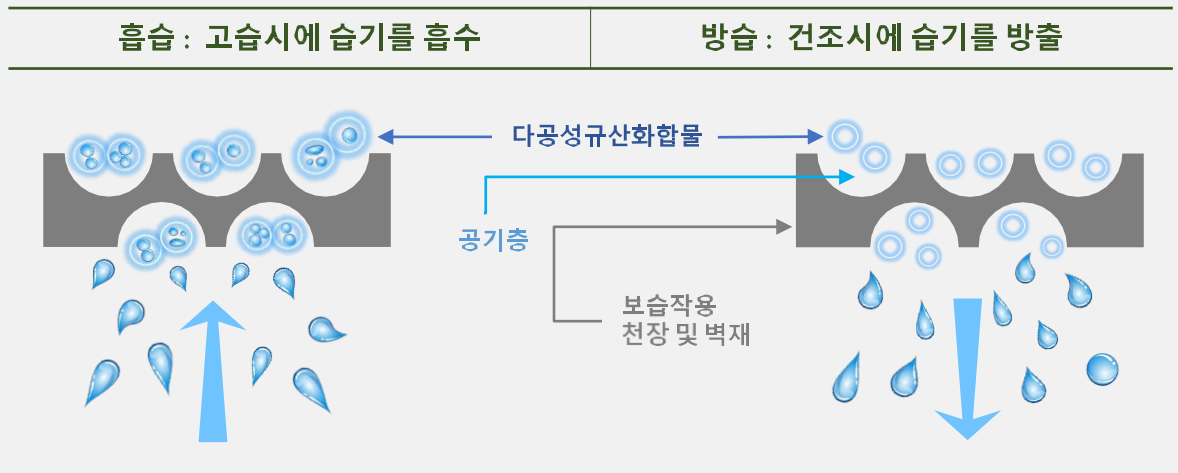 흡습 : 고습시에 습기를 흡수
방습 : 건조시에 습기를 방출
다공성규산화합물
공기층
보습작용
천장 및 벽재